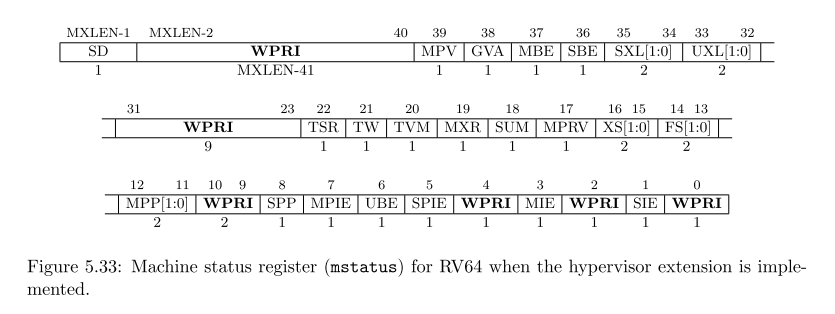 MXLEN-1 MXLEN-2 40 39 38 37 36 35 34 33 32
SD WPRI MPV GVA MBE SBE SXL[1:0] UXL[1:0]
1 MXLEN-41 1 1 1 1 2 2
31 23 22 21 20 19 18 17 16 15 14 13
WPRI TSR TW TVM MXR SUM MPRV XS[1:0] FS[1:0]
9 1 1 1 1 1 1 2 2
12 11 10 9 8 7 6 5 4 3 2 1 0
MPP[1:0] WPRI SPP MPIE UBE SPIE WPRI MIE WPRI SIE WPRI
2 2 1 1 1 1 1 1 1 1 1
Figure 5.33: Machine status register (mstatus) for RV64 when the hypervisor extension is imple-
mented.